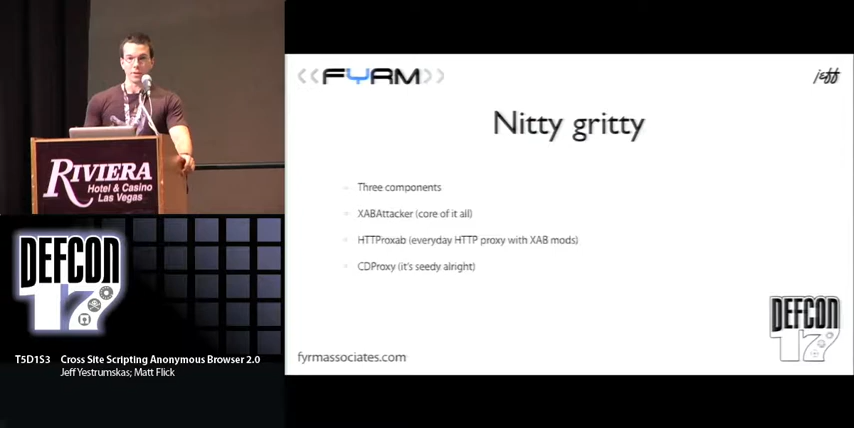 RIVIERA
Hotel & Casino
Las Vegas
DEFCON
17
T5D1S3 Cross Site Scripting Anonymous Browser 2.0
Jeff Yestrumskas; Matt Flick
((FYRM))
jeff
Nitty gritty
Three components
XABAttacker (core of it all)
HTTProxab (everyday HTTP proxy with XAB mods)
CDProxy (it's seedy alright)
fyrmassociates.com
DEFCON
17